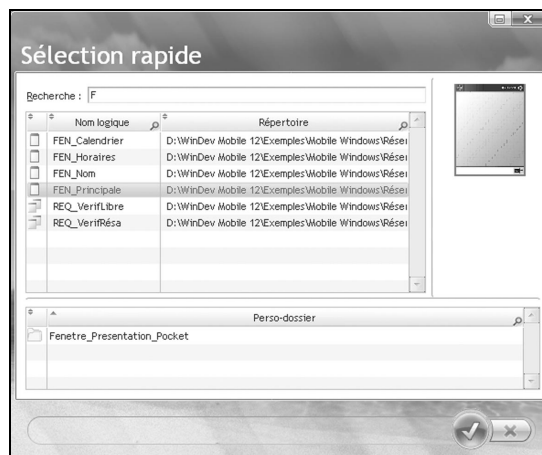 Sélection rapide
Recherche : F
Nom logique Répertoire
FEN_Calendrier D:\WinDev Mobile 12\Exemples\Mobile Windows\Réser
FEN_Horaires D:\WinDev Mobile 12\Exemples\Mobile Windows\Réser
FEN_Nom D:\WinDev Mobile 12\Exemples\Mobile Windows\Réser
FEN_Principale D:\WinDev Mobile 12\Exemples\Mobile Windows\Réser
REQ_VerifLibre D:\WinDev Mobile 12\Exemples\Mobile Windows\Réser
REQ_VerifRésa D:\WinDev Mobile 12\Exemples\Mobile Windows\Réser
Perso-dossier
Fenetre_Presentation_Pocket